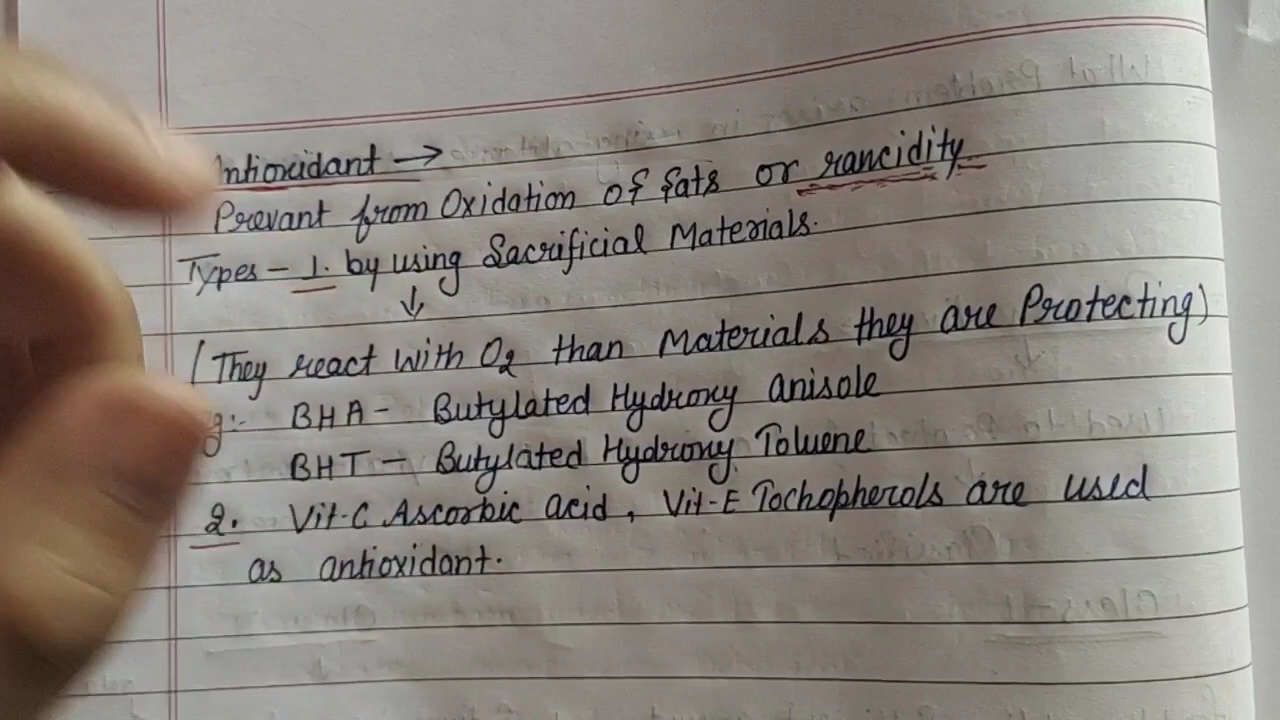 ntioxidant →
Prevant from Oxidation of fats or rancidity
Types - 1. by using Sacrificial Materials.
↓
(They react with O2 than Materials they are Protecting)
g:- BHA - Butylated Hydroxy anisole
BHT - Butylated Hydroxy Toluene
2. Vit-C Ascorbic acid, Vit-E Tochopherols are used
as antioxidant.